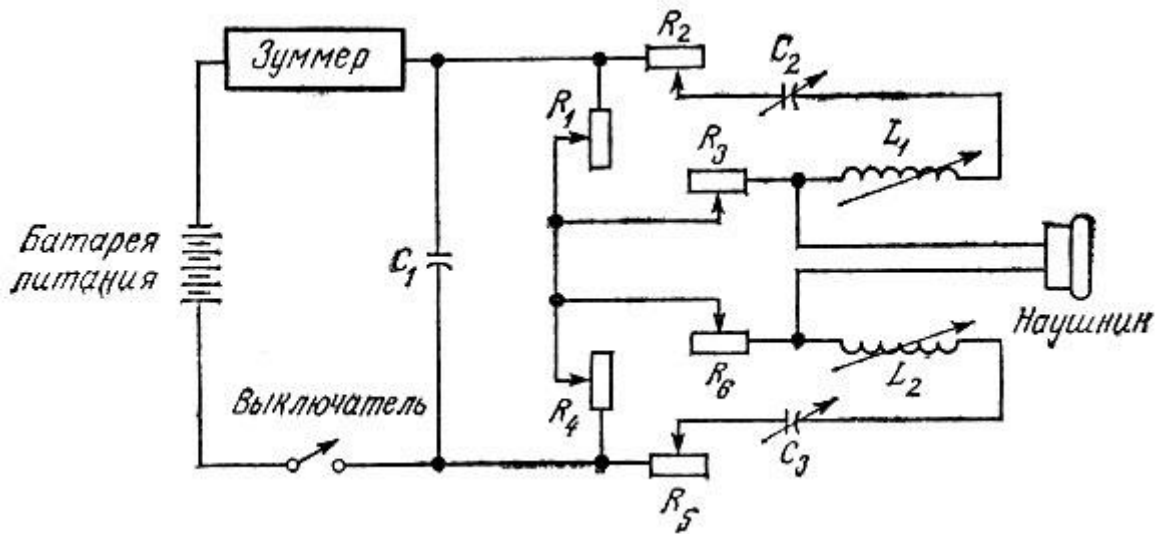 Зуммер
R2
C2
R1
R3
L1
Батарея
питания
C1
Наушник
R6
L2
Выключатель
R4
C3
R5